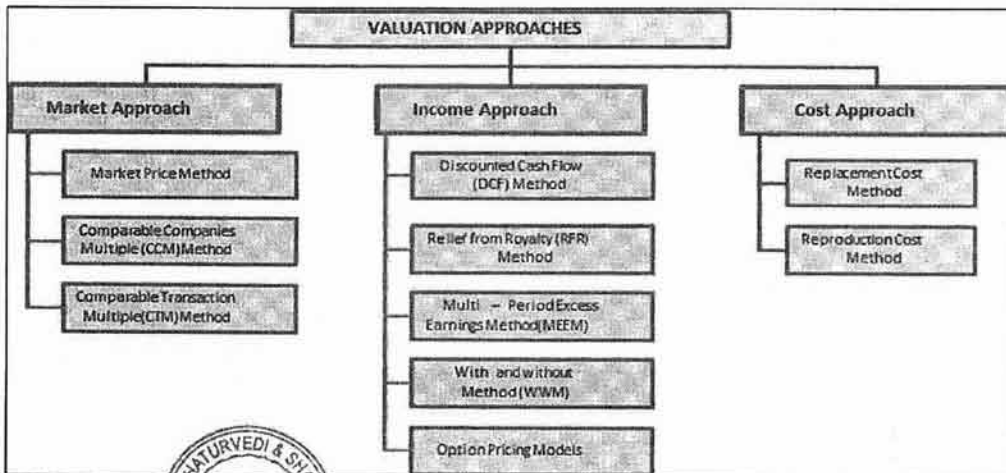 VALUATION APPROACHES
Market Approach
Market Price Method
Comparable Companies
Multiple (CCM) Method
Comparable Transaction
Multiple (CTM) Method
Income Approach
Discounted Cash Flow
(DCF) Method
Relief from Royalty (RFR)
Method
Multi – Period Excess
Earnings Method (MEEM)
With and without
Method (WWM)
Option Pricing Models
Cost Approach
Replacement Cost
Method
Reproduction Cost
Method